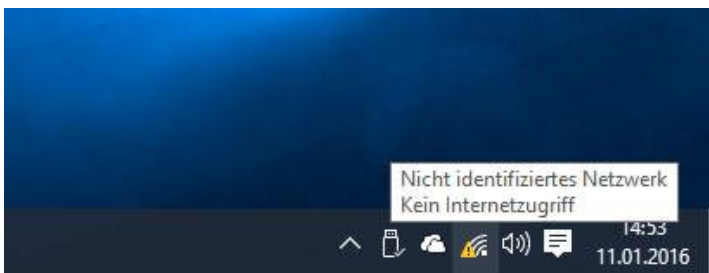 Nicht identifiziertes Netzwerk
Kein Internetzugriff
14:53
11.01.2016